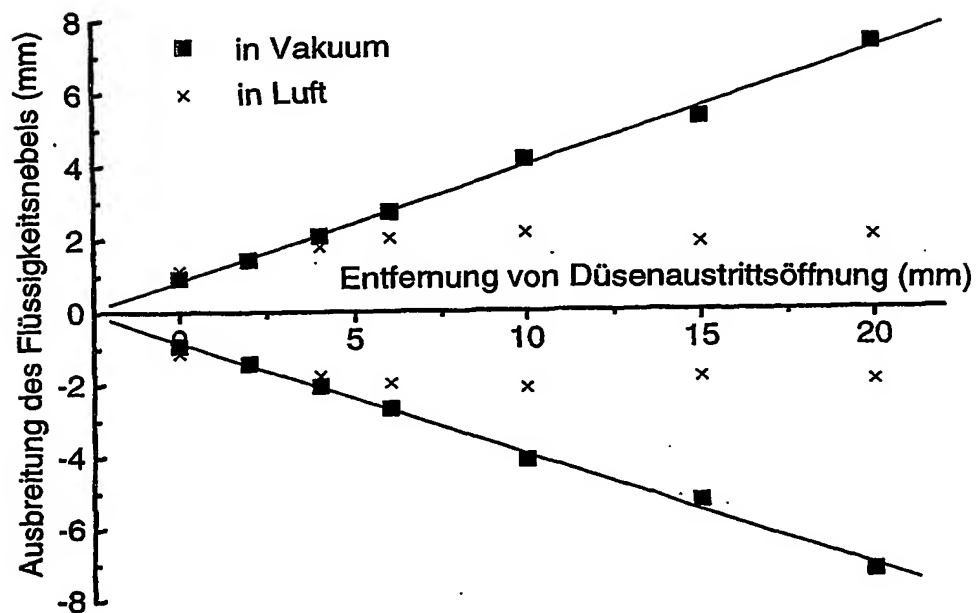 Ausbreitung des Flüssigkeitsnebels (mm)
8
6
4
2
0
-2
-4
-6
-8
■ in Vakuum
× in Luft
Entfernung von Düsenaustrittsöffnung (mm)
0 5 10 15 20